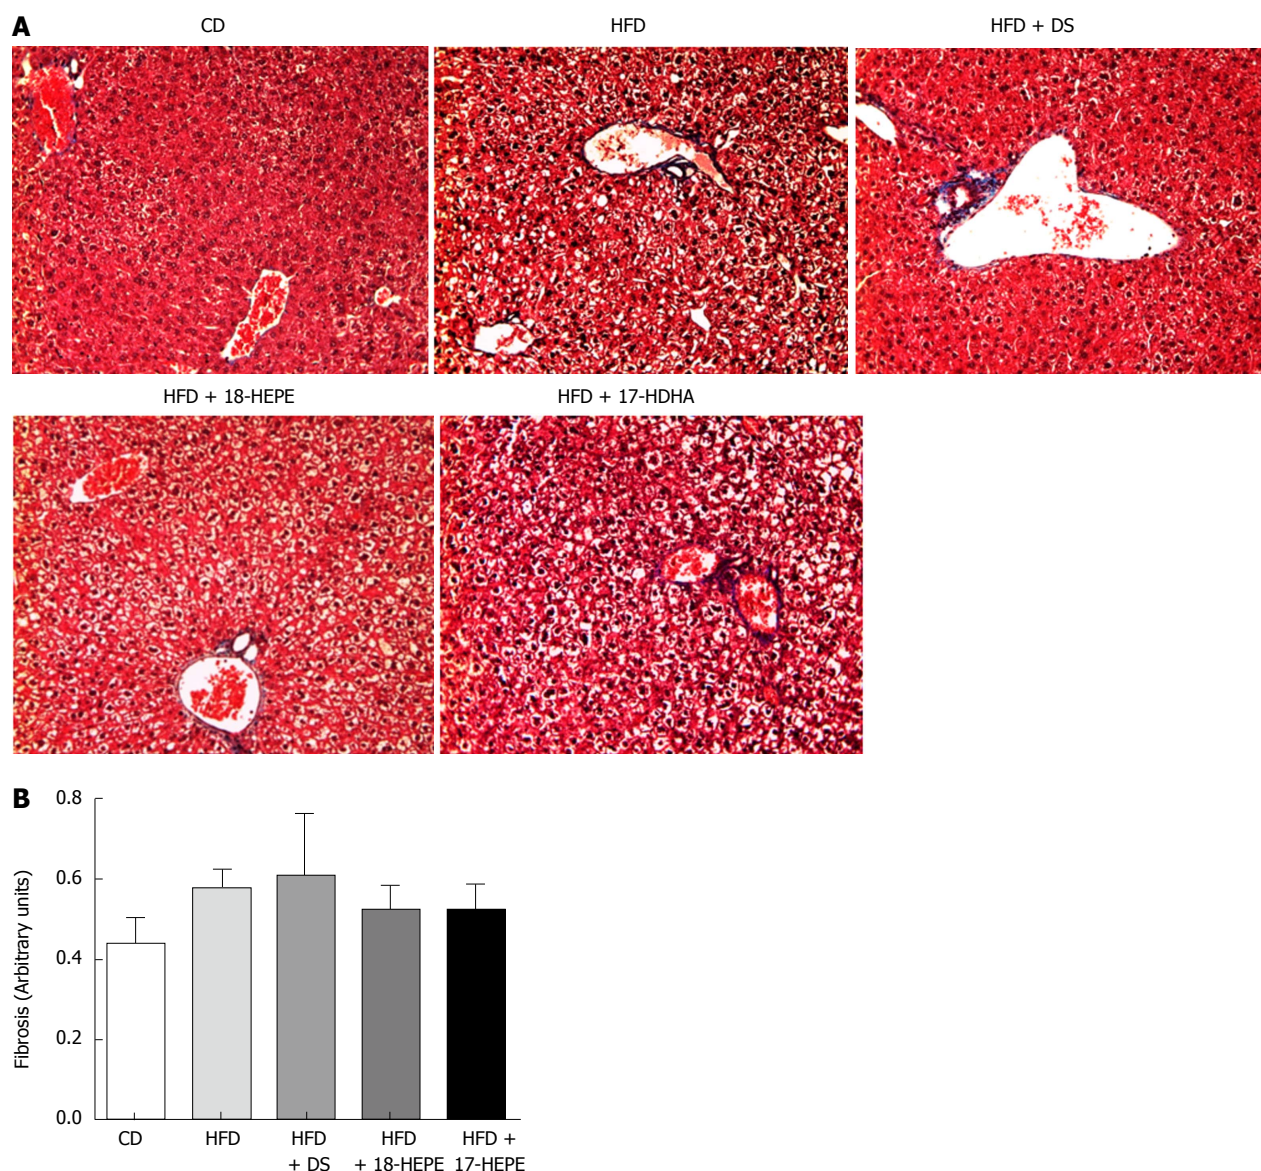 A
CD
HFD
HFD + DS
HFD + 18-HEPE
HFD + 17-HDHA
B
Fibrosis (Arbitrary units)
0.8
0.6
0.4
0.2
0.0
CD
HFD
HFD
+ DS
HFD
+ 18-HEPE
HFD +
17-HEPE